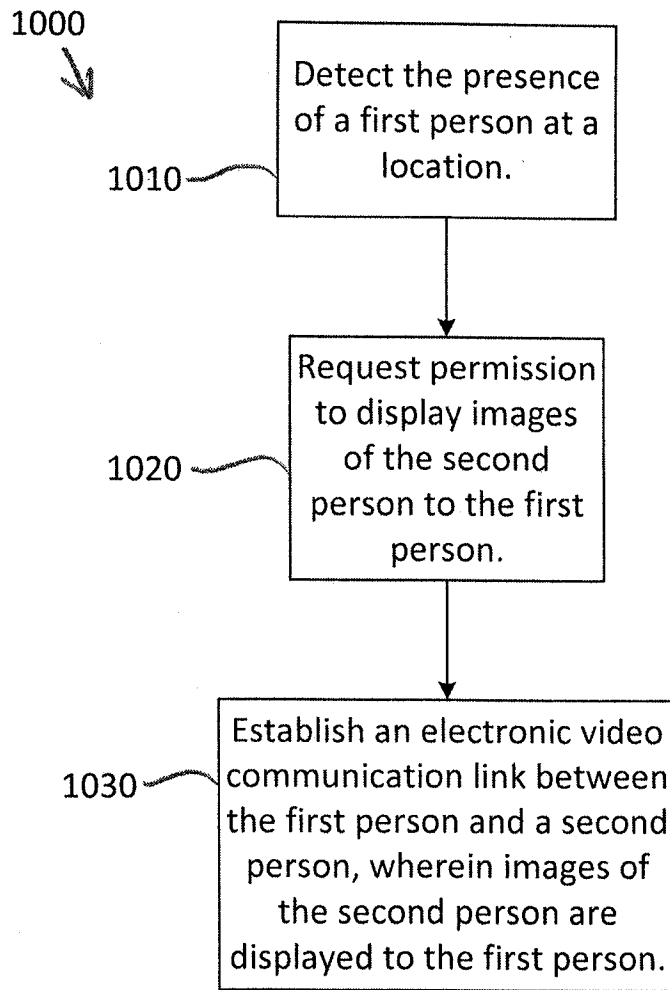 1000
Detect the presence
of a first person at a
location.
1010
Request permission
to display images
of the second
person to the first
person.
1020
Establish an electronic video
communication link between
the first person and a second
person, wherein images of
the second person are
displayed to the first person.
1030